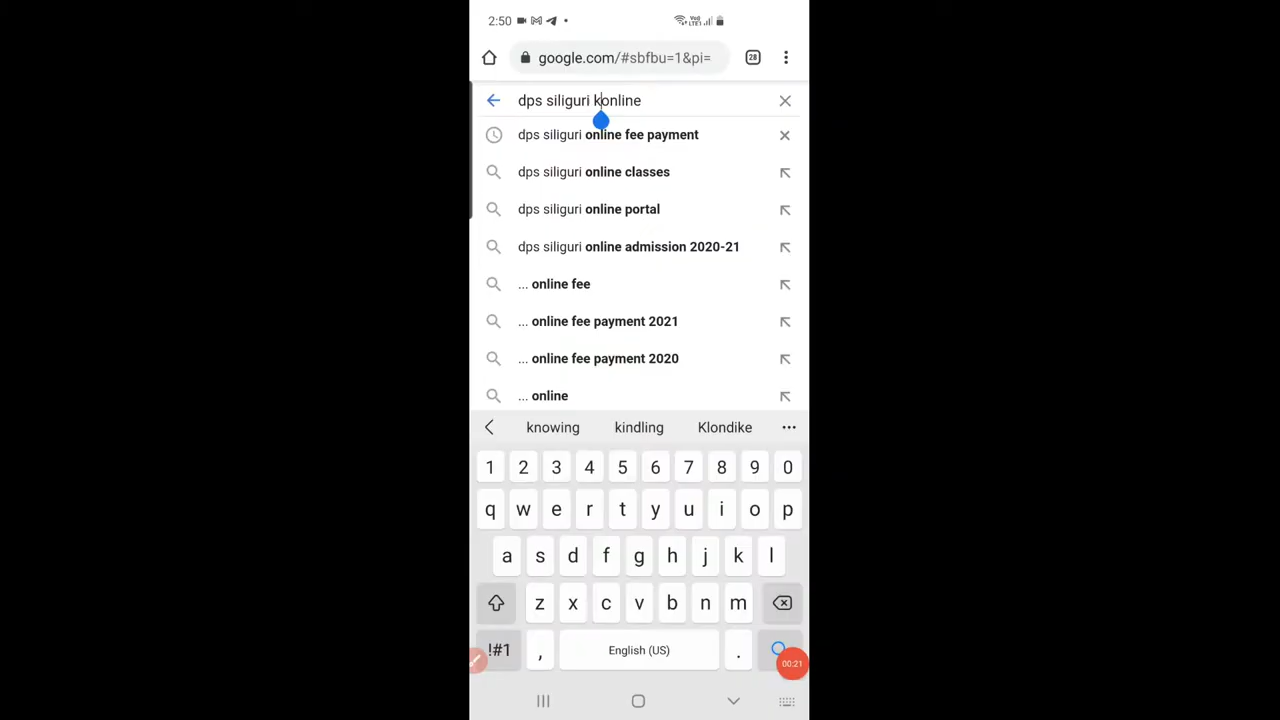 2:50
Vo) LTE1
google.com/#sbfbu=1&pi=
28
dps siliguri konline
dps siliguri online fee payment
dps siliguri online classes
dps siliguri online portal
dps siliguri online admission 2020-21
... online fee
... online fee payment 2021
... online fee payment 2020
... online
knowing kindling Klondike
1 2 3 4 5 6 7 8 9 0
q w e r t y u i o p
a s d f g h j k l
z x c v b n m
!#1 , English (US) .
00:21